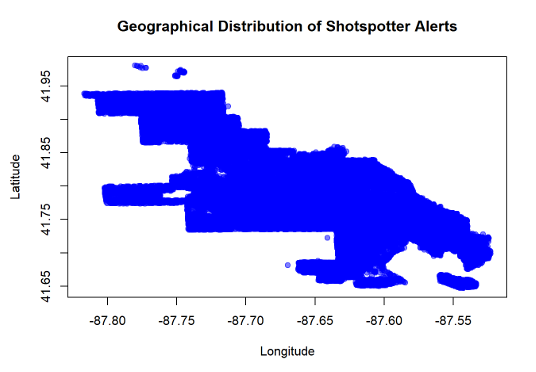 Geographical Distribution of Shotspotter Alerts
41.95
41.85
41.75
41.65
Latitude
-87.80 -87.75 -87.70 -87.65 -87.60 -87.55
Longitude